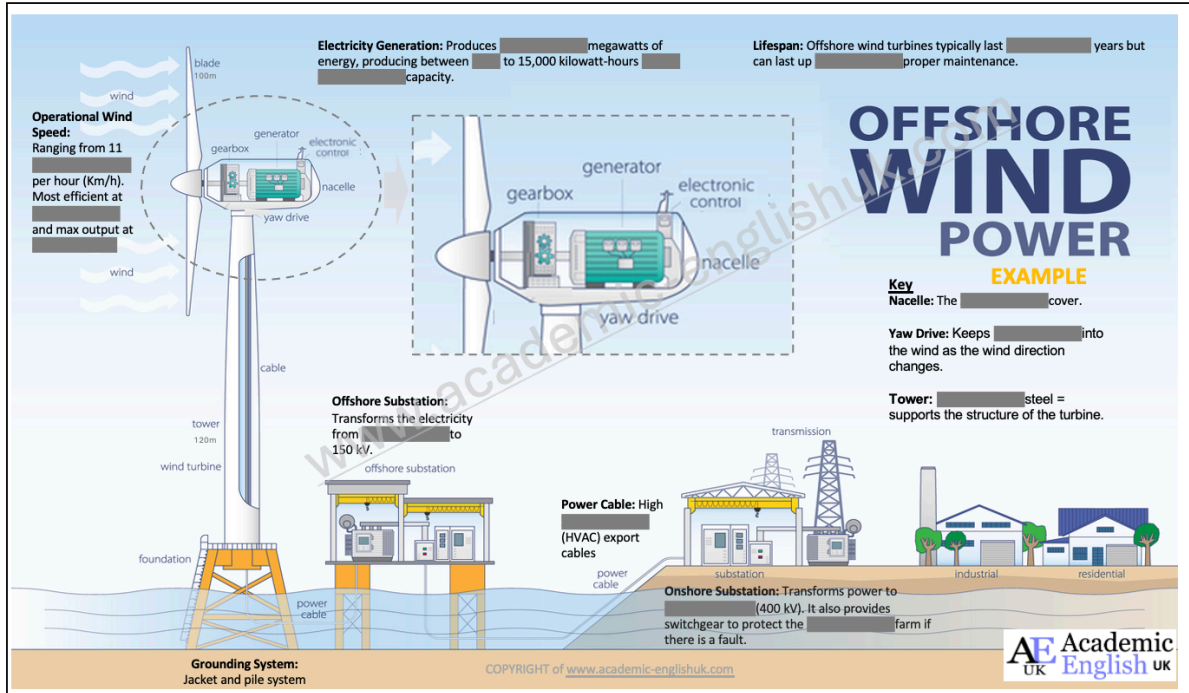 Electricity Generation: Produces megawatts of
energy, producing between to 15,000 kilowatt-hours
capacity.
Lifespan: Offshore wind turbines typically last years but
can last up proper maintenance.
blade
100m
wind
Operational Wind
Speed:
Ranging from 11
per hour (Km/h).
Most efficient at
and max output at
wind
generator
gearbox
electronic
control
nacelle
yaw drive
generator
gearbox
electronic
control
nacelle
yaw drive
OFFSHORE
WIND
POWER
EXAMPLE
Key
Nacelle: The cover.
Yaw Drive: Keeps into
the wind as the wind direction
changes.
Tower: steel =
supports the structure of the turbine.
cable
tower
120m
wind turbine
foundation
Offshore Substation:
Transforms the electricity
from to
150 kV.
offshore substation
power
cable
Power Cable: High
(HVAC) export
cables
power
cable
transmission
substation
industrial
residential
Onshore Substation: Transforms power to
(400 kV). It also provides
switchgear to protect the farm if
there is a fault.
Grounding System:
Jacket and pile system
COPYRIGHT of www.academic-englishuk.com
AE
UK
Academic
English UK
www.academic-englishuk.com